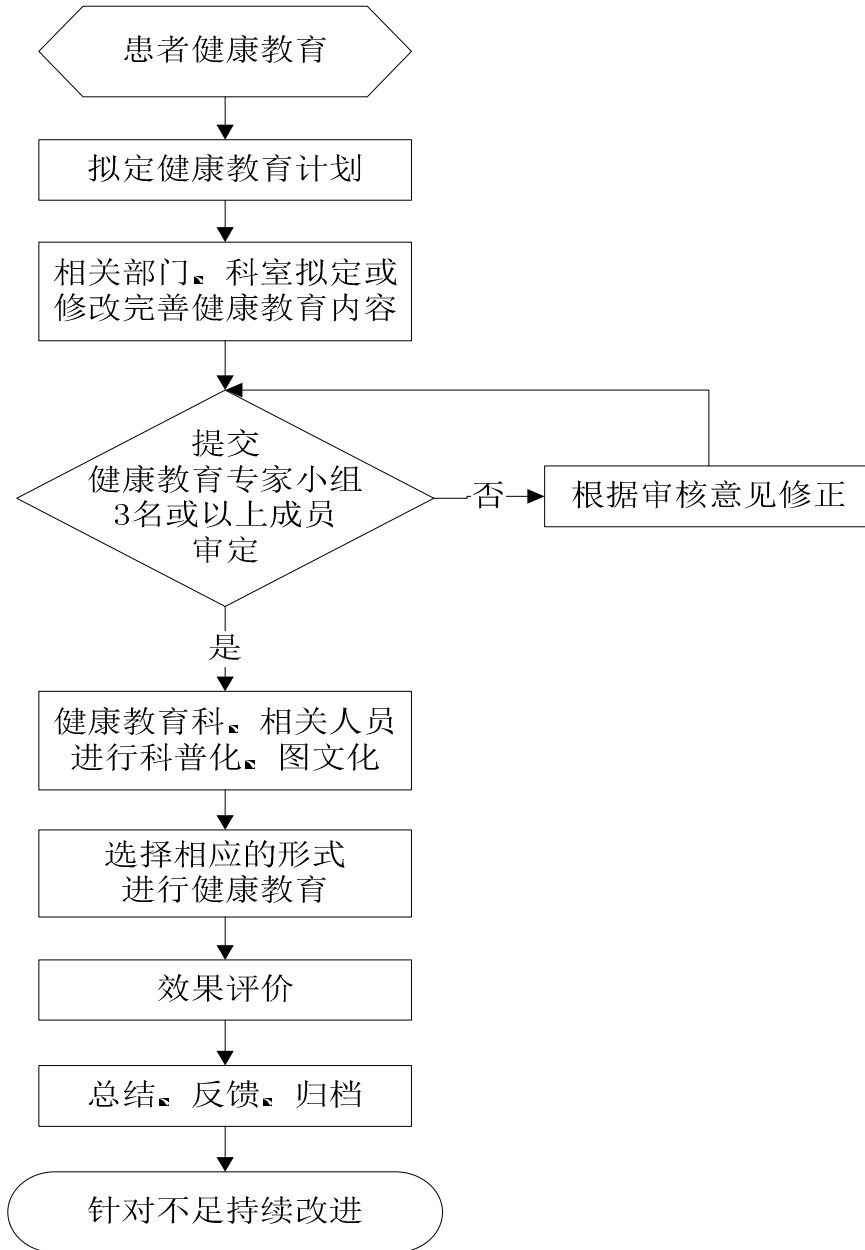 患者健康教育
拟定健康教育计划
相关部门、科室拟定或
修改完善健康教育内容
提交
健康教育专家小组
3名或以上成员
审定
否
根据审核意见修正
是
健康教育科、相关人员
进行科普化、图文化
选择相应的形式
进行健康教育
效果评价
总结、反馈、归档
针对不足持续改进